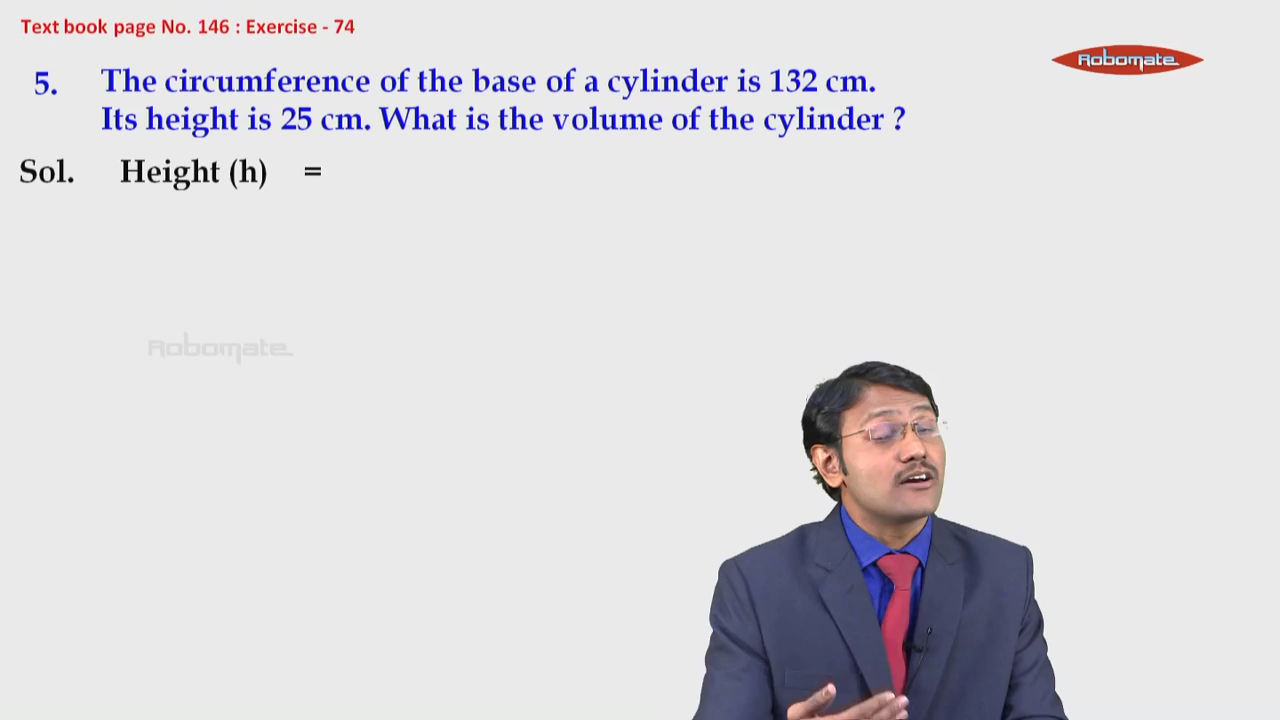 Text book page No. 146 : Exercise - 74
Robomate
5. The circumference of the base of a cylinder is 132 cm.
Its height is 25 cm. What is the volume of the cylinder ?
Sol. Height (h) =
Robomate